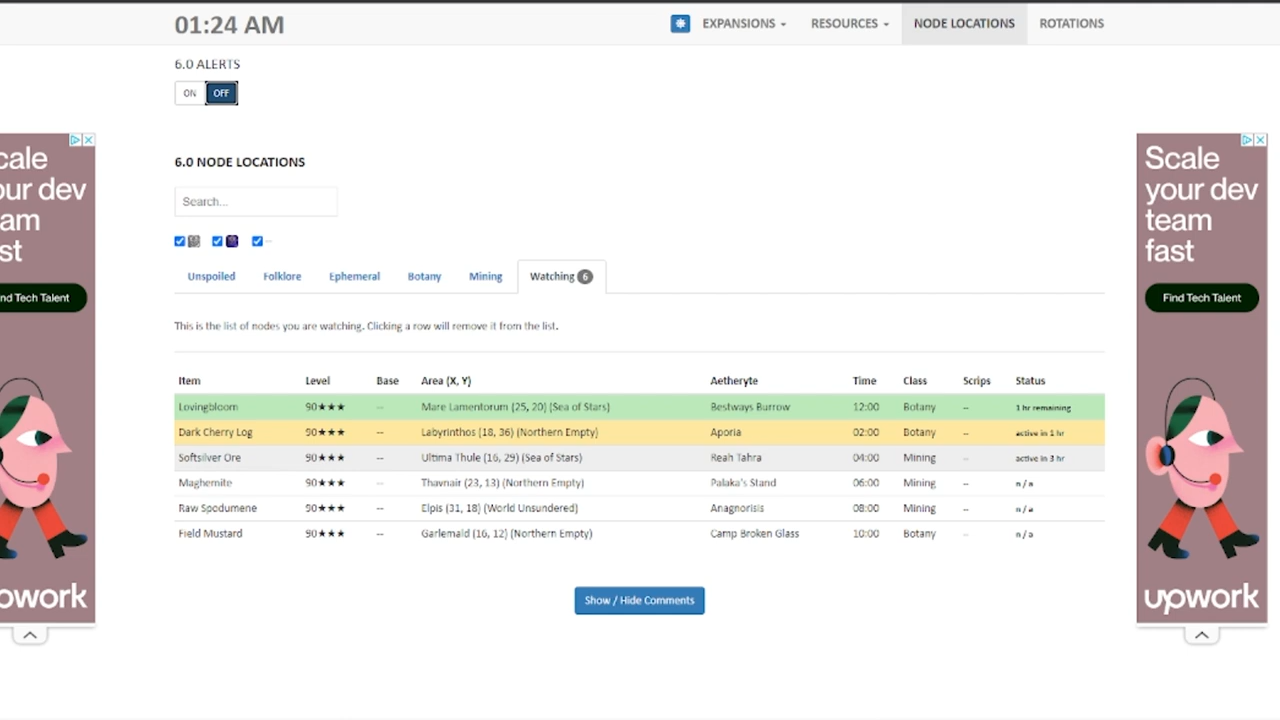 01:24 AM
EXPANSIONS
RESOURCES
NODE LOCATIONS
ROTATIONS
6.0 ALERTS
ON OFF
6.0 NODE LOCATIONS
Search...
Unspoiled Folklore Ephemeral Botany Mining Watching 6
This is the list of nodes you are watching. Clicking a row will remove it from the list.
Item Level Base Area (X, Y) Aetheryte Time Class Scrips Status
Lovingbloom 90★★★ -- Mare Lamentorum (25, 20) (Sea of Stars) Bestways Burrow 12:00 Botany -- 1 hr remaining
Dark Cherry Log 90★★★ -- Labyrinthos (18, 36) (Northern Empty) Aporia 02:00 Botany -- active in 1 hr
Softsilver Ore 90★★★ -- Ultima Thule (16, 29) (Sea of Stars) Reah Tahra 04:00 Mining -- active in 3 hr
Maghemite 90★★★ -- Thavnair (23, 13) (Northern Empty) Palaka's Stand 06:00 Mining -- n / a
Raw Spodumene 90★★★ -- Elpis (31, 18) (World Unsundered) Anagnorisis 08:00 Mining -- n / a
Field Mustard 90★★★ -- Garlemald (16, 12) (Northern Empty) Camp Broken Glass 10:00 Botany -- n / a
Show / Hide Comments
cale
our dev
am
st
nd Tech Talent
owork
Scale
your dev
team
fast
Find Tech Talent
upwork